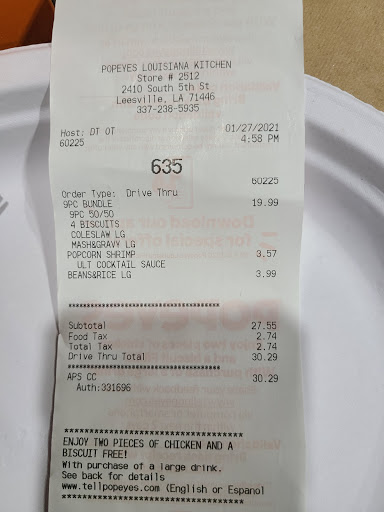 POPEYES LOUISIANA KITCHEN
Store # 2512
2410 South 5th St
Leesville, LA 71446
337-238-5935
Host: DT OT 01/27/2021
60225 4:58 PM
635
60225
Order Type: Drive Thru
9PC BUNDLE 19.99
9PC 50/50
4 BISCUITS
COLESLAW LG
MASH&GRAVY LG
POPCORN SHRIMP 3.57
ULT COCKTAIL SAUCE
BEANS&RICE LG 3.99
************************************
Subtotal 27.55
Food Tax 2.74
Total Tax 2.74
Drive Thru Total 30.29
************************************
APS CC 30.29
Auth:331696
************************************
ENJOY TWO PIECES OF CHICKEN AND A
BISCUIT FREE!
With purchase of a large drink.
See back for details
www.tellpopeyes.com (English or Espanol
************************************